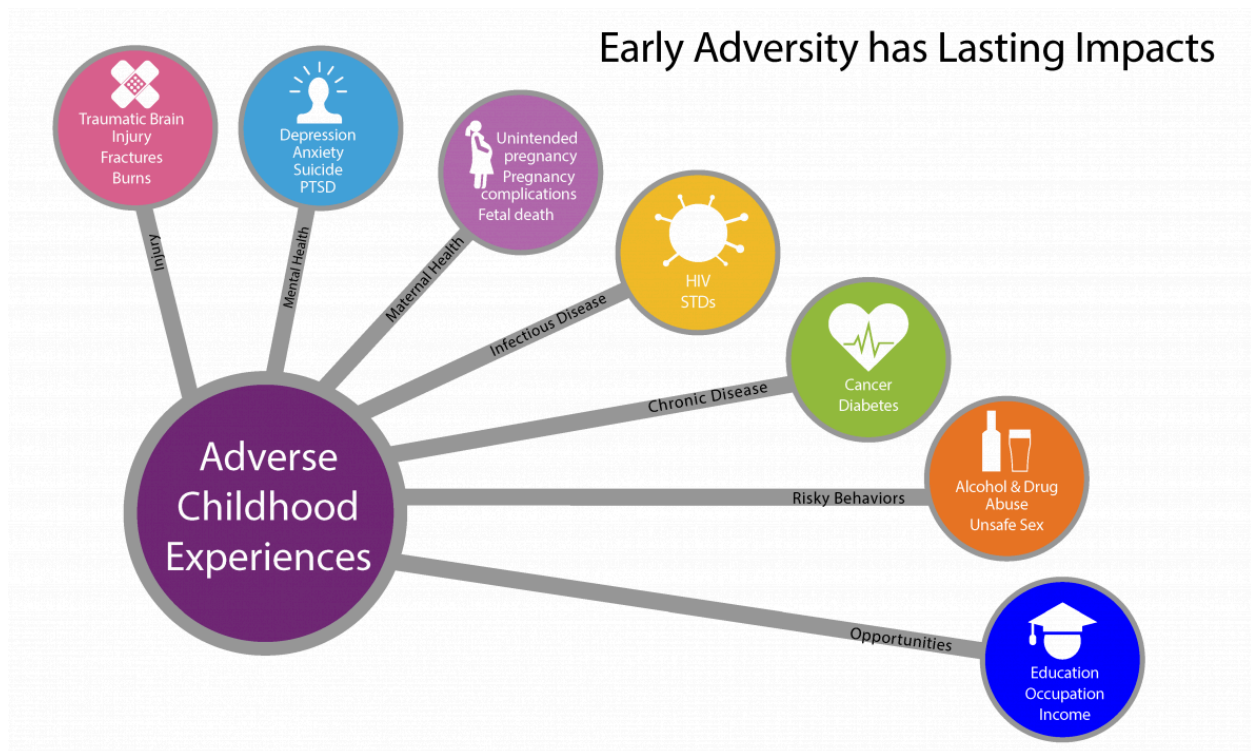 Early Adversity has Lasting Impacts
Traumatic Brain
Injury
Fractures
Burns
Depression
Anxiety
Suicide
PTSD
Unintended
pregnancy
Pregnancy
complications
Fetal death
HIV
STDs
Cancer
Diabetes
Alcohol & Drug
Abuse
Unsafe Sex
Education
Occupation
Income
Injury
Mental Health
Maternal Health
Infectious Disease
Chronic Disease
Risky Behaviors
Opportunities
Adverse
Childhood
Experiences